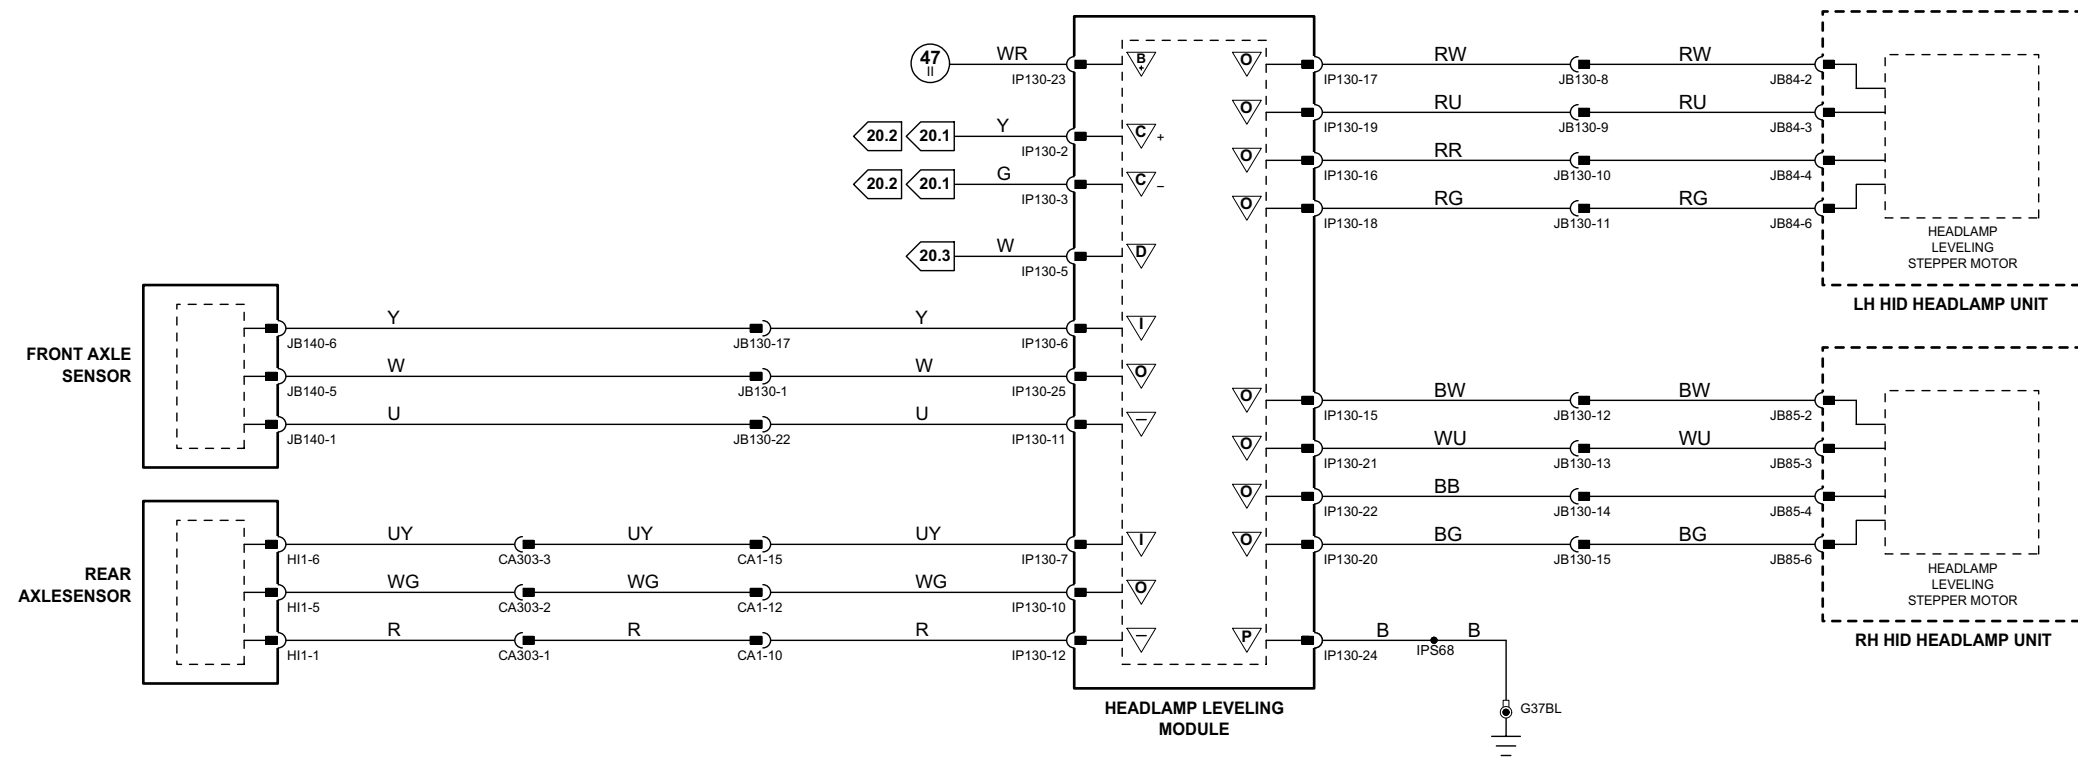 47
II
WR
IP130-23
B
+
O
IP130-17
RW
JB130-8
RW
JB84-2
O
IP130-19
RU
JB130-9
RU
JB84-3
20.2
20.1
Y
IP130-2
C
+
O
IP130-16
RR
JB130-10
JB84-4
20.2
20.1
G
IP130-3
C
–
O
IP130-18
RG
JB130-11
RG
JB84-6
HEADLAMP
LEVELING
STEPPER MOTOR
LH HID HEADLAMP UNIT
20.3
W
IP130-5
D
FRONT AXLE
SENSOR
JB140-6
Y
JB130-17
Y
IP130-6
I
JB140-5
W
JB130-1
W
IP130-25
O
JB140-1
U
JB130-22
U
IP130-11
–
O
IP130-15
BW
JB130-12
BW
JB85-2
O
IP130-21
WU
JB130-13
WU
JB85-3
O
IP130-22
BB
JB130-14
JB85-4
O
IP130-20
BG
JB130-15
BG
JB85-6
HEADLAMP
LEVELING
STEPPER MOTOR
RH HID HEADLAMP UNIT
REAR
AXLESENSOR
HI1-6
UY
CA303-3
UY
CA1-15
UY
IP130-7
I
HI1-5
WG
CA303-2
WG
CA1-12
WG
IP130-10
O
HI1-1
R
CA303-1
R
CA1-10
R
IP130-12
–
P
IP130-24
B
IPS68
B
G37BL
HEADLAMP LEVELING
MODULE